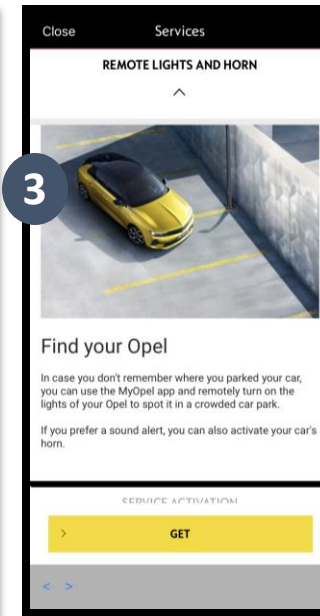 Close Services
REMOTE LIGHTS AND HORN
3
Find your Opel
In case you don't remember where you parked your car,
you can use the MyOpel app and remotely turn on the
lights of your Opel to spot it in a crowded car park.
If you prefer a sound alert, you can also activate your car's
horn.
SERVICE ACTIVATION
> GET
< >